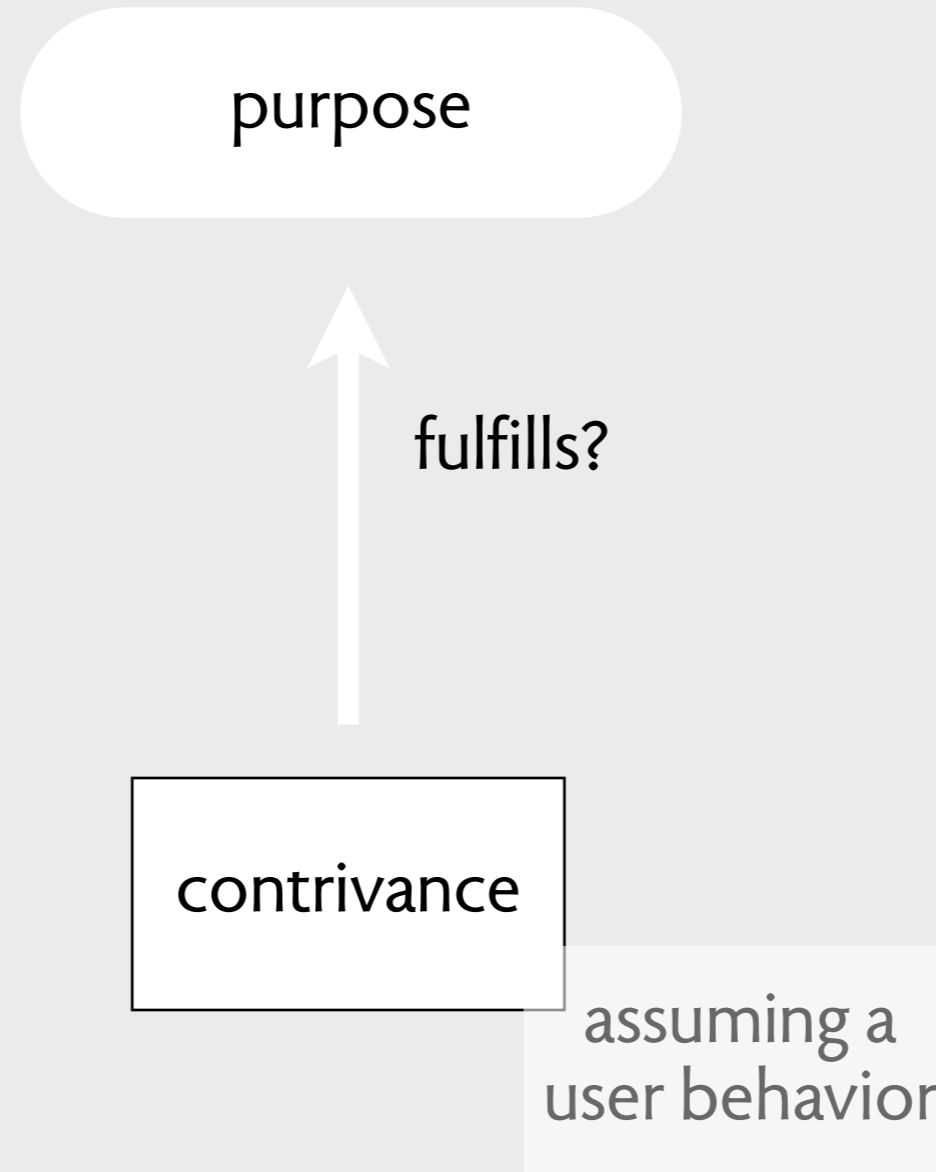 purpose
fulfills?
contrivance
assuming a
user behavior